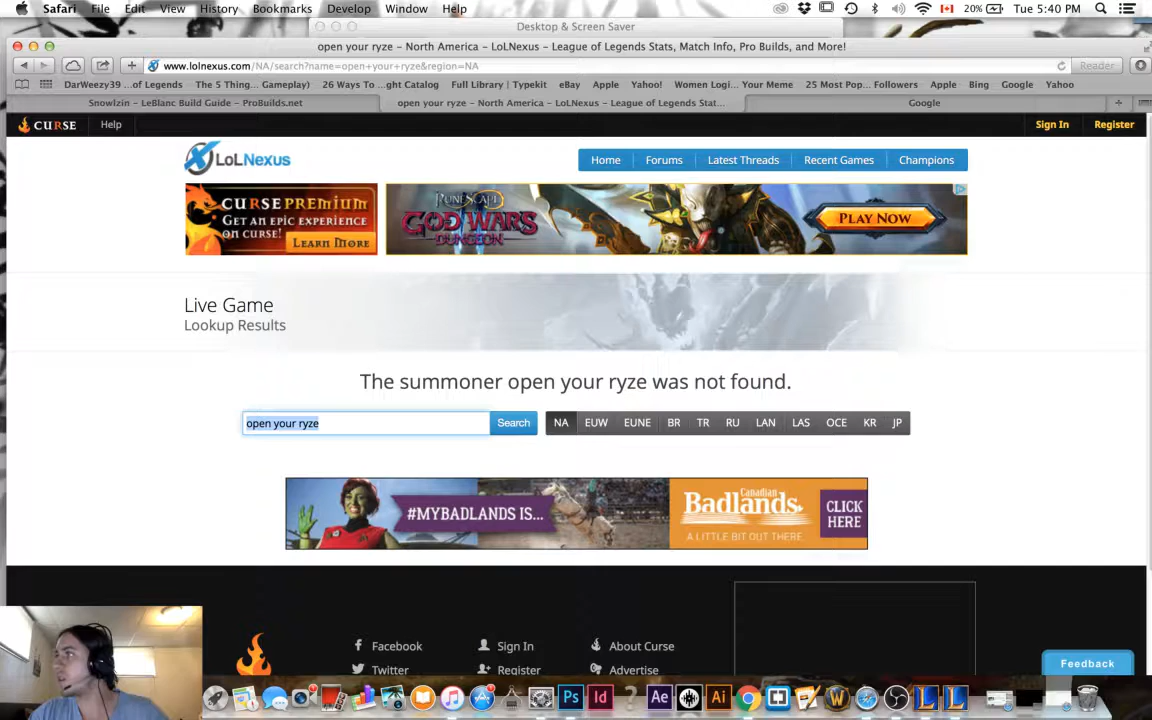 Safari File Edit View History Bookmarks Develop Window Help 20% Tue 5:40 PM
Desktop & Screen Saver
open your ryze – North America – LoLNexus – League of Legends Stats, Match Info, Pro Builds, and More!
www.lolnexus.com/NA/search?name=open+your+ryze&region=NA Reader
DarWeezy39 ...of Legends The 5 Thing... Gameplay) 26 Ways To ...ght Catalog Full Library | Typekit eBay Apple Yahoo! Women Logi... Your Meme 25 Most Pop... Followers Apple Bing Google Yahoo
Snowlzin – LeBlanc Build Guide – ProBuilds.net open your ryze – North America – LoLNexus – League of Legends Stat... Google
CURSE Help Sign In Register
LoLNexus Home Forums Latest Threads Recent Games Champions
CURSE PREMIUM
GET AN EPIC EXPERIENCE
ON CURSE! LEARN MORE
RUNESCAPE
GOD WARS
DUNGEON
PLAY NOW
Live Game
Lookup Results
The summoner open your ryze was not found.
open your ryze Search NA EUW EUNE BR TR RU LAN LAS OCE KR JP
#MYBADLANDS IS...
Canadian
Badlands
A LITTLE BIT OUT THERE
CLICK
HERE
Facebook Sign In About Curse
Twitter Register Advertise
Feedback
Ps Id ? Ae Ai W L L